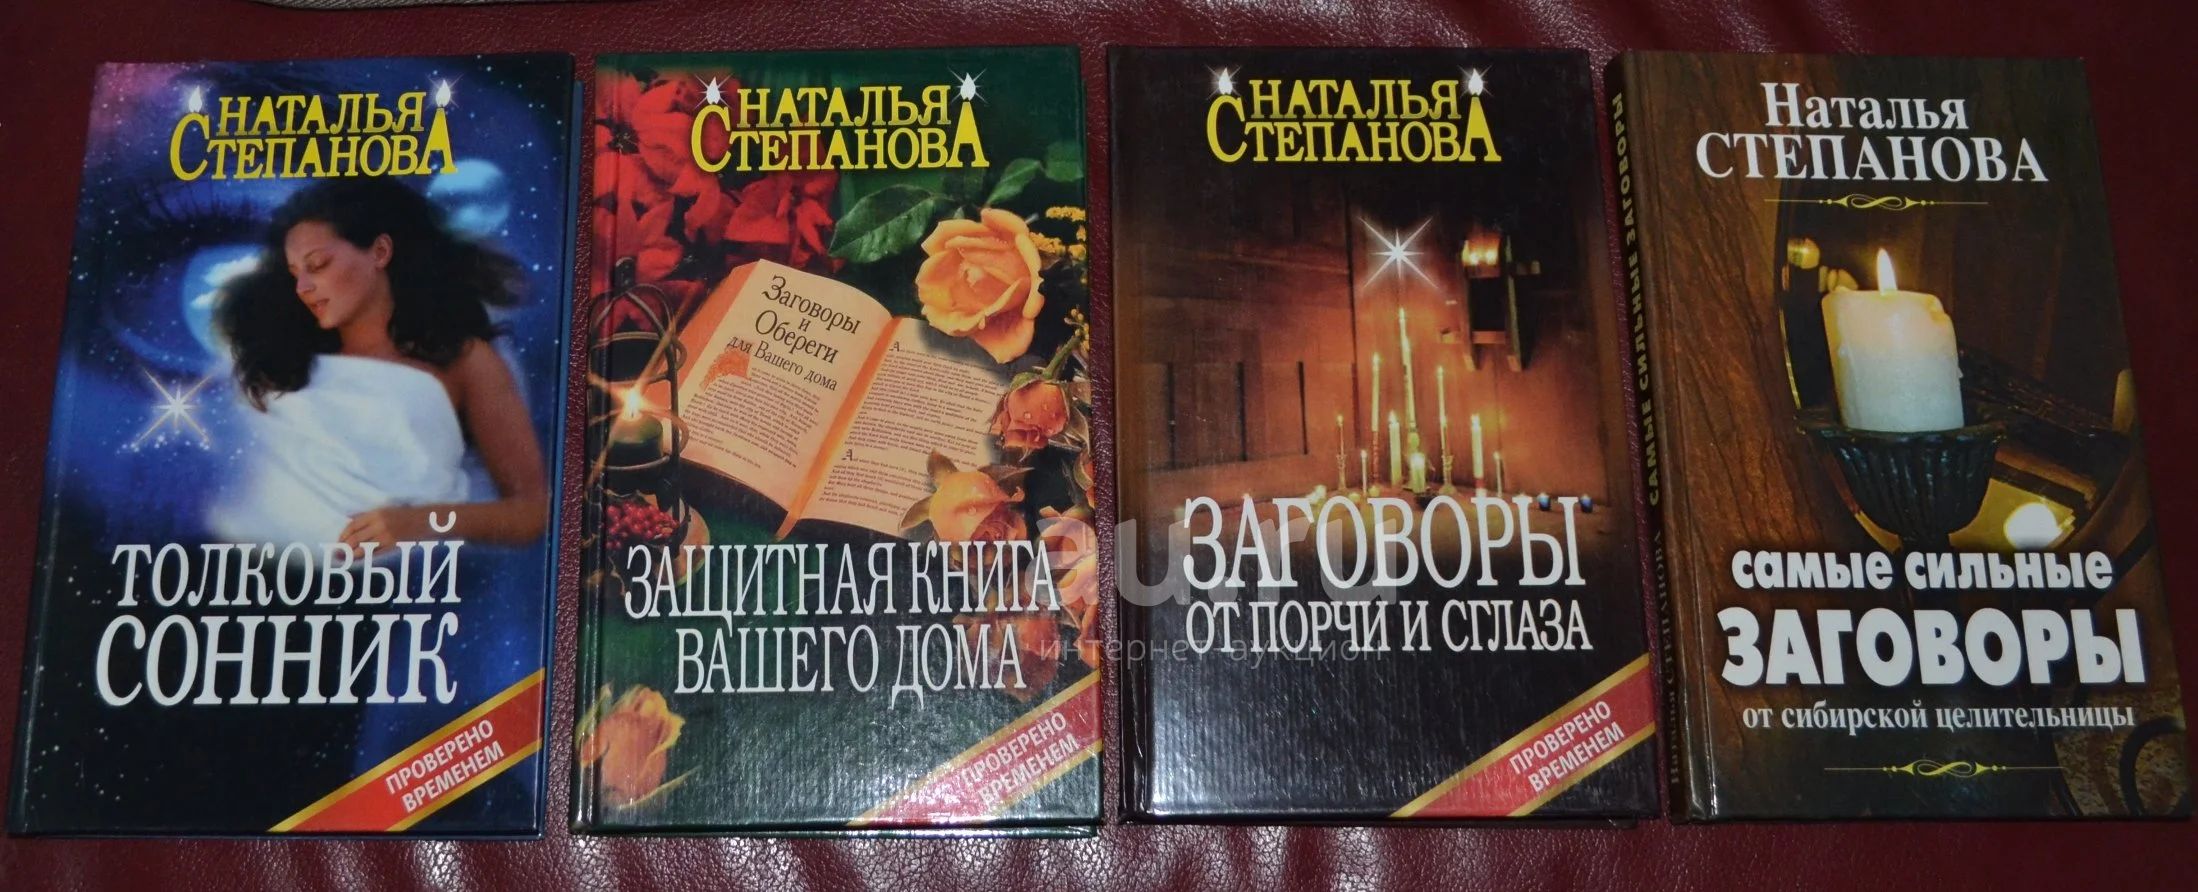 НАТАЛЬЯ
СТЕПАНОВА
ТОЛКОВЫЙ
СОННИК
ПРОВЕРЕНО
ВРЕМЕНЕМ
НАТАЛЬЯ
СТЕПАНОВА
Заговоры
и
Обереги
для Вашего дома
ЗАЩИТНАЯ КНИГА
ВАШЕГО ДОМА
ПРОВЕРЕНО
ВРЕМЕНЕМ
НАТАЛЬЯ
СТЕПАНОВА
ЗАГОВОРЫ
ОТ ПОРЧИ И СГЛАЗА
ПРОВЕРЕНО
ВРЕМЕНЕМ
Наталья СТЕПАНОВА САМЫЕ СИЛЬНЫЕ ЗАГОВОРЫ
Наталья
СТЕПАНОВА
самые сильные
ЗАГОВОРЫ
от сибирской целительницы
au.ru
интернет аукцион